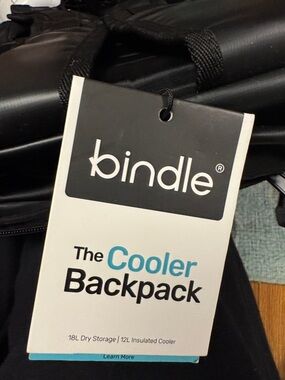 bindle®
The Cooler
Backpack
18L Dry Storage | 12L Insulated Cooler
Learn More